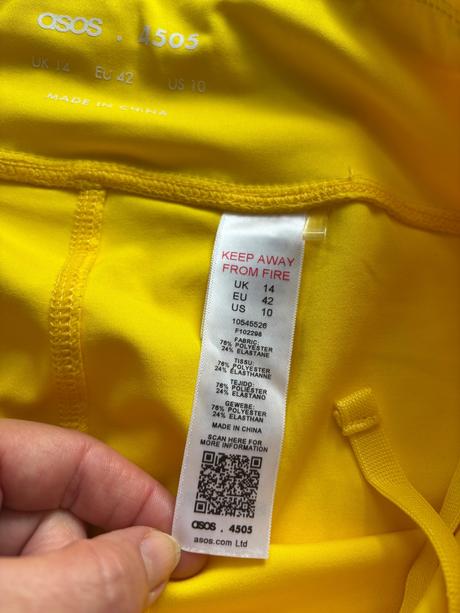 asos . 4505
UK 14 EU 42 US 10
MADE IN CHINA
KEEP AWAY
FROM FIRE
UK 14
EU 42
US 10
10545526
F102298
FABRIC:
76% POLYESTER
24% ELASTANE
TISSU:
76% POLYESTER
24% ELASTHANNE
TEJIDO:
76% POLIÉSTER
24% ELASTANO
GEWEBE:
76% POLYESTER
24% ELASTHAN
MADE IN CHINA
SCAN HERE FOR
MORE INFORMATION
asos . 4505
asos.com Ltd